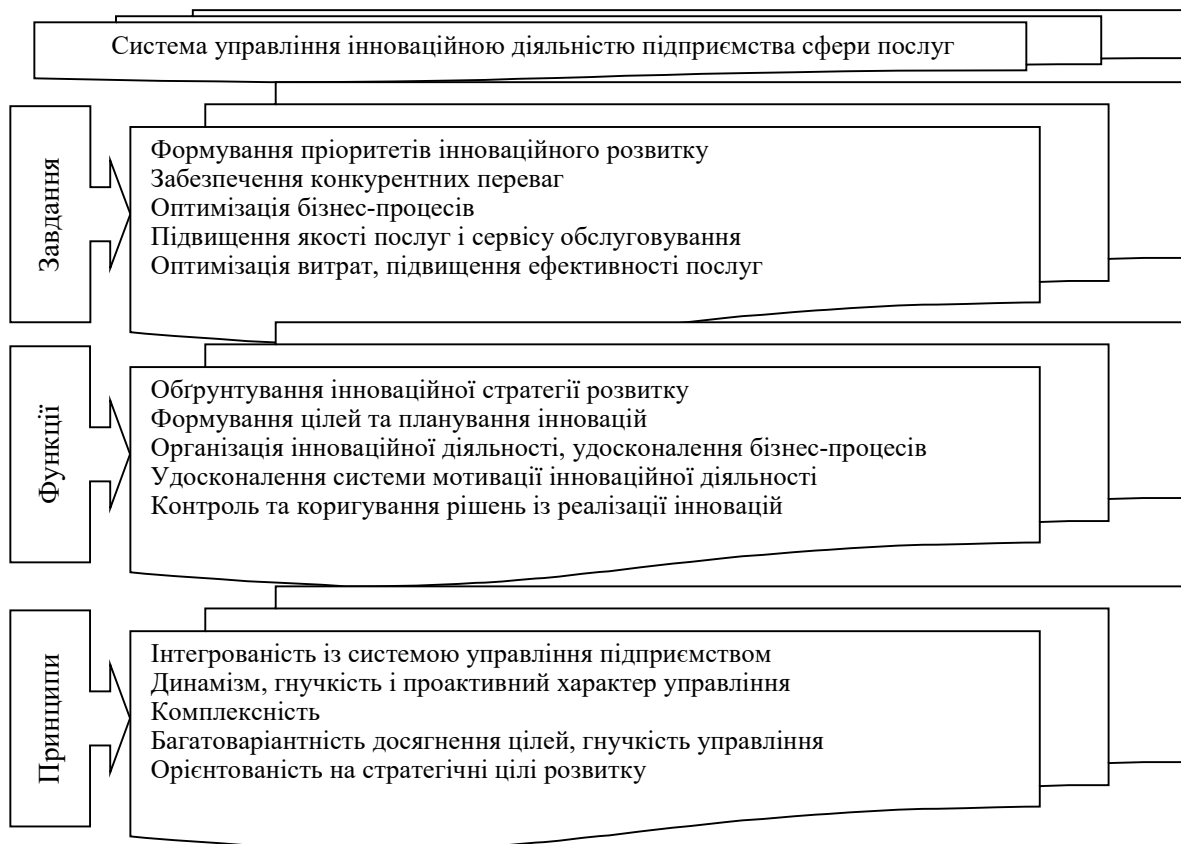 Система управління інноваційною діяльністю підприємства сфери послуг
Завдання
Формування пріоритетів інноваційного розвитку
Забезпечення конкурентних переваг
Оптимізація бізнес-процесів
Підвищення якості послуг і сервісу обслуговування
Оптимізація витрат, підвищення ефективності послуг
Функції
Обґрунтування інноваційної стратегії розвитку
Формування цілей та планування інновацій
Організація інноваційної діяльності, удосконалення бізнес-процесів
Удосконалення системи мотивації інноваційної діяльності
Контроль та коригування рішень із реалізації інновацій
Принципи
Інтегрованість із системою управління підприємством
Динамізм, гнучкість і проактивний характер управління
Комплексність
Багатоваріантність досягнення цілей, гнучкість управління
Орієнтованість на стратегічні цілі розвитку